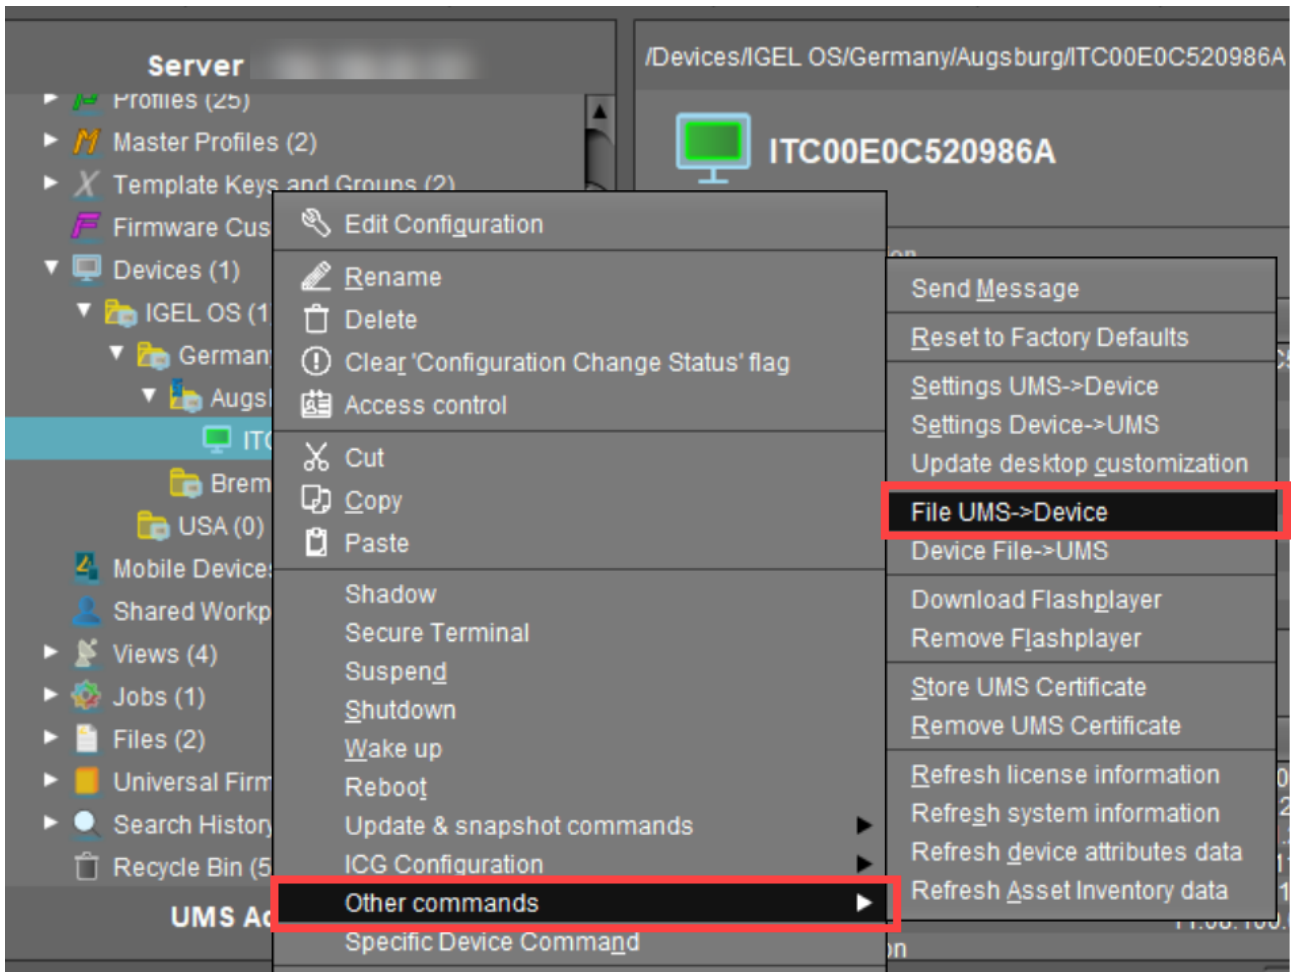 Server
Profiles (25)
Master Profiles (2)
Template Keys and Groups (2)
Firmware Cus
Devices (1)
IGEL OS (1
German
Augs
ITC
Brem
USA (0)
Mobile Device
Shared Workp
Views (4)
Jobs (1)
Files (2)
Universal Firm
Search History
Recycle Bin (5
UMS Ad
/Devices/IGEL OS/Germany/Augsburg/ITC00E0C520986A
ITC00E0C520986A
Edit Configuration
Rename
Delete
Clear 'Configuration Change Status' flag
Access control
Cut
Copy
Paste
Shadow
Secure Terminal
Suspend
Shutdown
Wake up
Reboot
Update & snapshot commands
ICG Configuration
Other commands
Specific Device Command
Send Message
Reset to Factory Defaults
Settings UMS->Device
Settings Device->UMS
Update desktop customization
File UMS->Device
Device File->UMS
Download Flashplayer
Remove Flashplayer
Store UMS Certificate
Remove UMS Certificate
Refresh license information
Refresh system information
Refresh device attributes data
Refresh Asset Inventory data